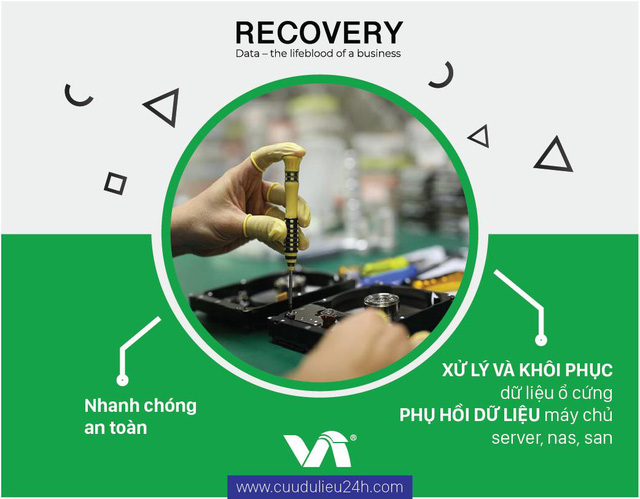 RECOVERY
Data – the lifeblood of a business
Nhanh chóng
an toàn
XỬ LÝ VÀ KHÔI PHỤC
dữ liệu ổ cứng
PHỤ HỒI DỮ LIỆU máy chủ
server, nas, san
®
www.cuudulieu24h.com